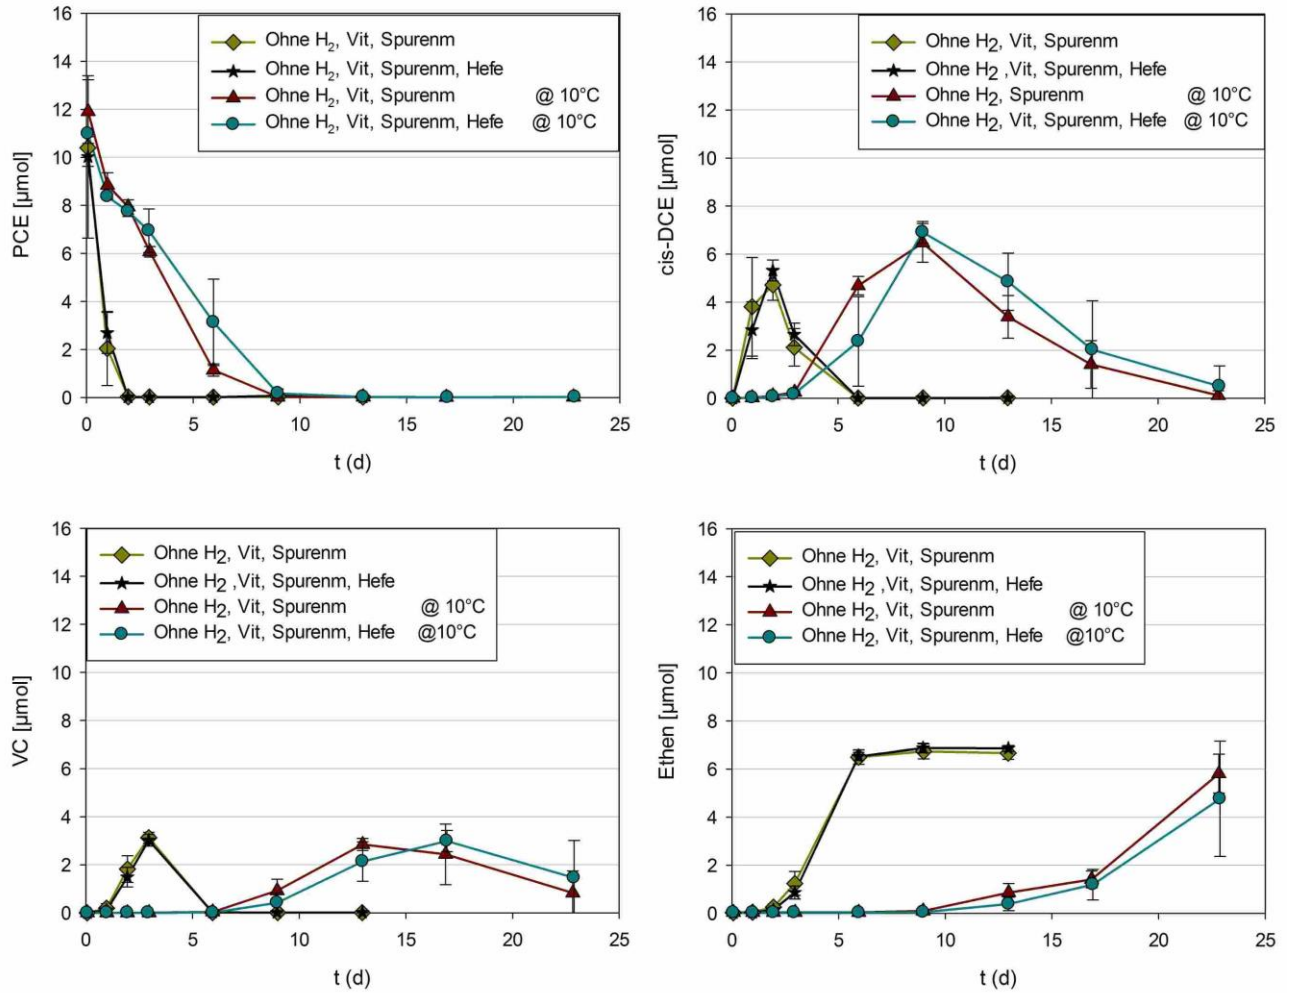 16
14
12
10
8
6
4
2
0
PCE [µmol]
Ohne H2, Vit, Spurenm
Ohne H2, Vit, Spurenm, Hefe
Ohne H2, Vit, Spurenm @ 10°C
Ohne H2, Vit, Spurenm, Hefe @ 10°C
0 5 10 15 20 25
t (d)
16
14
12
10
8
6
4
2
0
cis-DCE [µmol]
Ohne H2, Vit, Spurenm
Ohne H2 ,Vit, Spurenm, Hefe
Ohne H2, Spurenm @ 10°C
Ohne H2, Vit, Spurenm, Hefe @ 10°C
0 5 10 15 20 25
t (d)
16
14
12
10
8
6
4
2
0
VC [µmol]
Ohne H2, Vit, Spurenm
Ohne H2 ,Vit, Spurenm, Hefe
Ohne H2, Vit, Spurenm @ 10°C
Ohne H2, Vit, Spurenm, Hefe @10°C
0 5 10 15 20 25
t (d)
16
14
12
10
8
6
4
2
0
Ethen [µmol]
Ohne H2, Vit, Spurenm
Ohne H2 ,Vit, Spurenm, Hefe
Ohne H2, Vit, Spurenm @ 10°C
Ohne H2, Vit, Spurenm, Hefe @10°C
0 5 10 15 20 25
t (d)